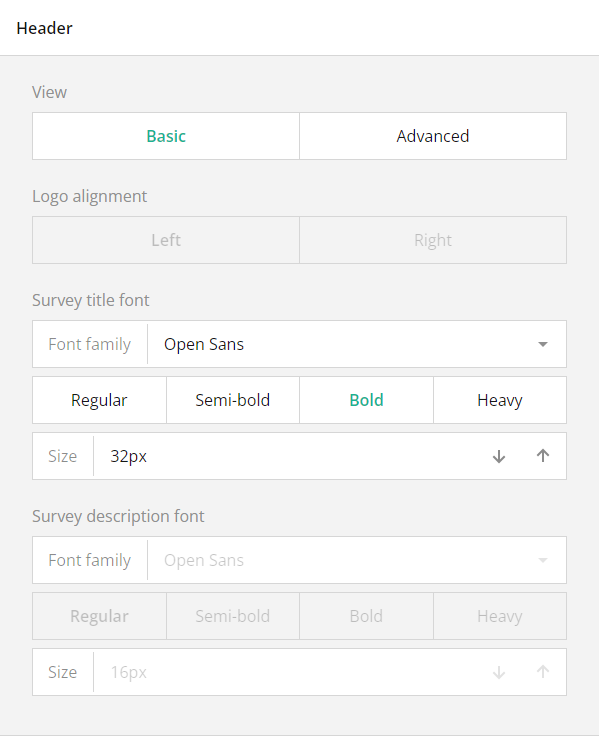 Header
View
Basic Advanced
Logo alignment
Left Right
Survey title font
Font family Open Sans
Regular Semi-bold Bold Heavy
Size 32px
Survey description font
Font family Open Sans
Regular Semi-bold Bold Heavy
Size 16px